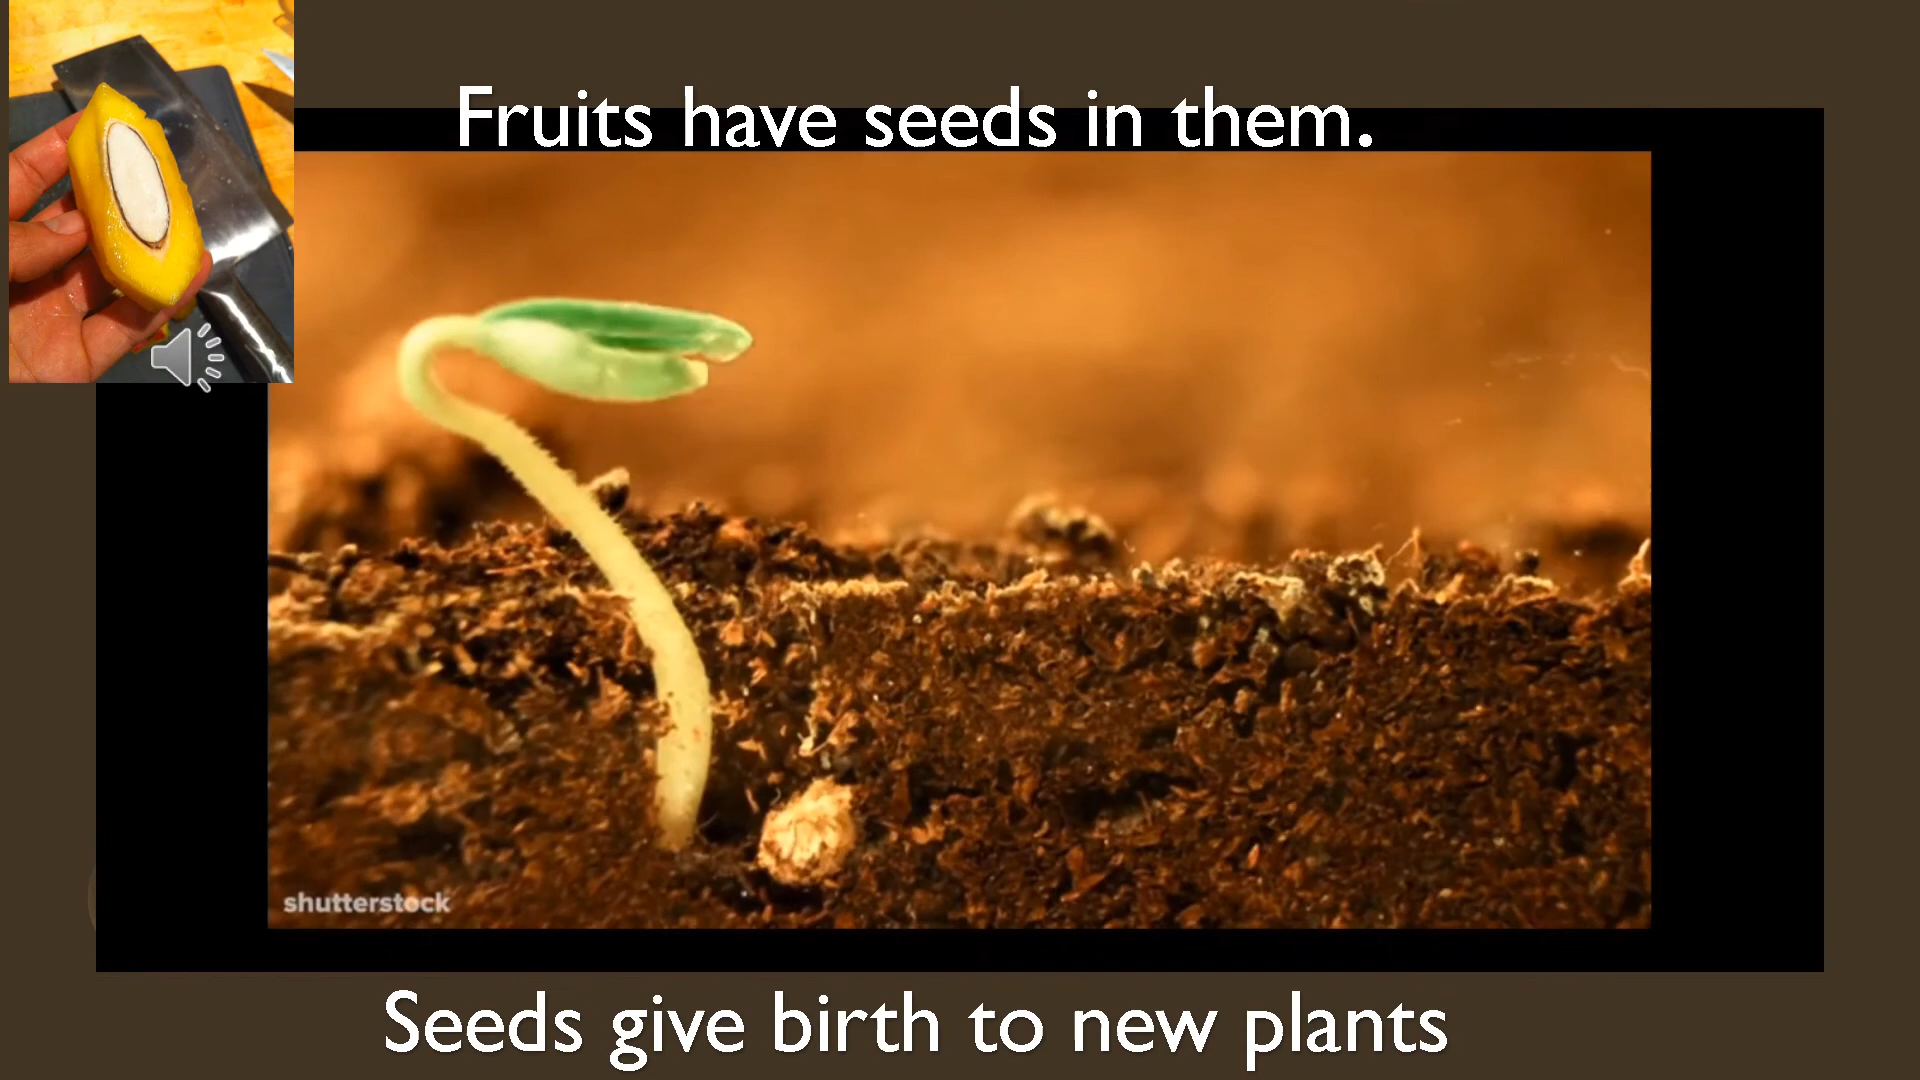 Fruits have seeds in them.
shutterstock
Seeds give birth to new plants